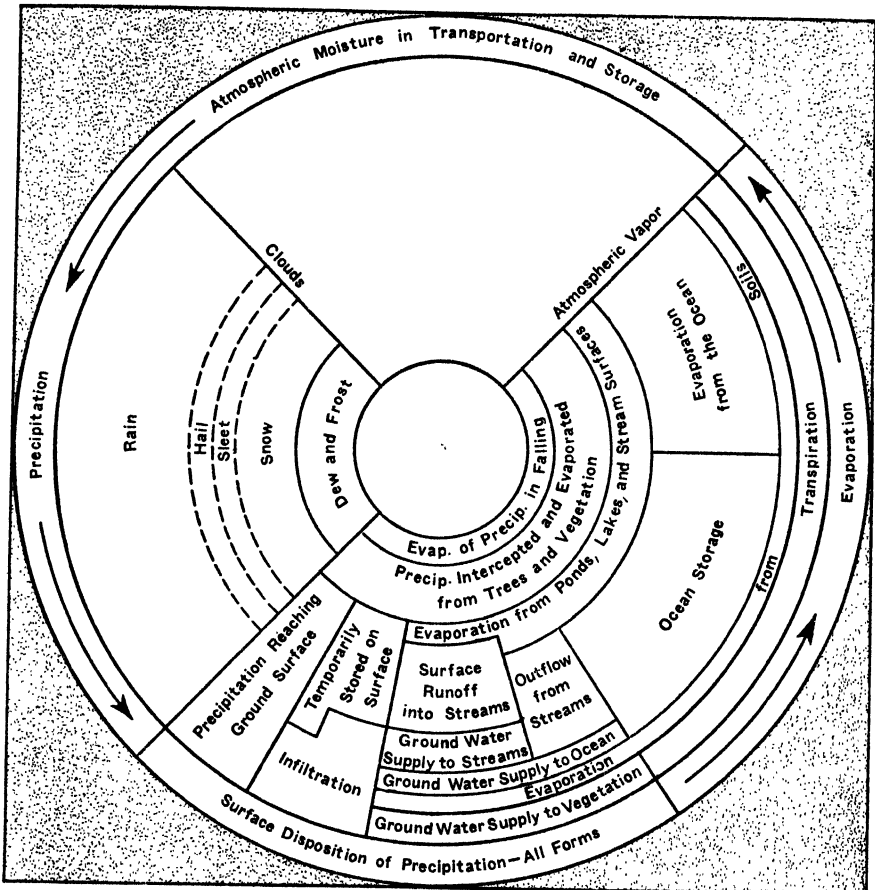 Atmospheric Moisture in Transportation and Storage
Clouds
Atmospheric Vapor
Precipitation
Rain
Hail
Sleet
Snow
Dew and Frost
Evap. of Precip. in Falling
Precip. Intercepted and Evaporated
from Trees and Vegetation
Evaporation from Ponds, Lakes, and Stream Surfaces
Evaporation
from the Ocean
Soils
from
Evaporation
Transpiration
Evaporation
Ocean Storage
Precipitation Reaching
Ground Surface
Temporarily
Stored on
Surface
Surface
Runoff
into Streams
Outflow
from
Streams
Infiltration
Ground Water
Supply to Streams
Ground Water Supply to Ocean
Ground Water Supply to Vegetation
Surface Disposition of Precipitation—All Forms